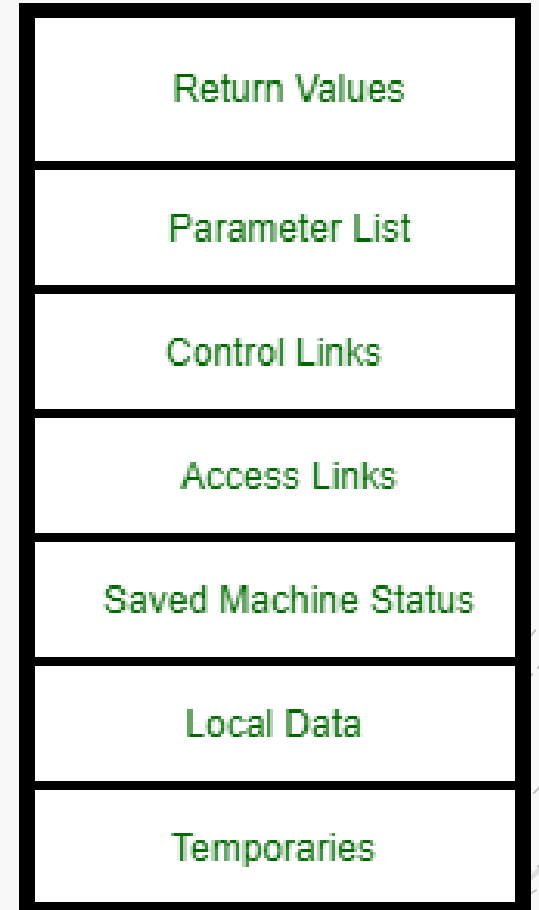 Return Values
Parameter List
Control Links
Access Links
Saved Machine Status
Local Data
Temporaries